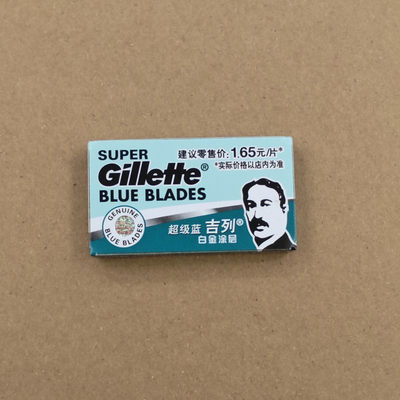 SUPER
Gillette®
BLUE BLADES
建议零售价: 1.65元/片*
*实际价格以店内为准
GENUINE
BLUE BLADES
超级蓝 吉列®
白金涂层